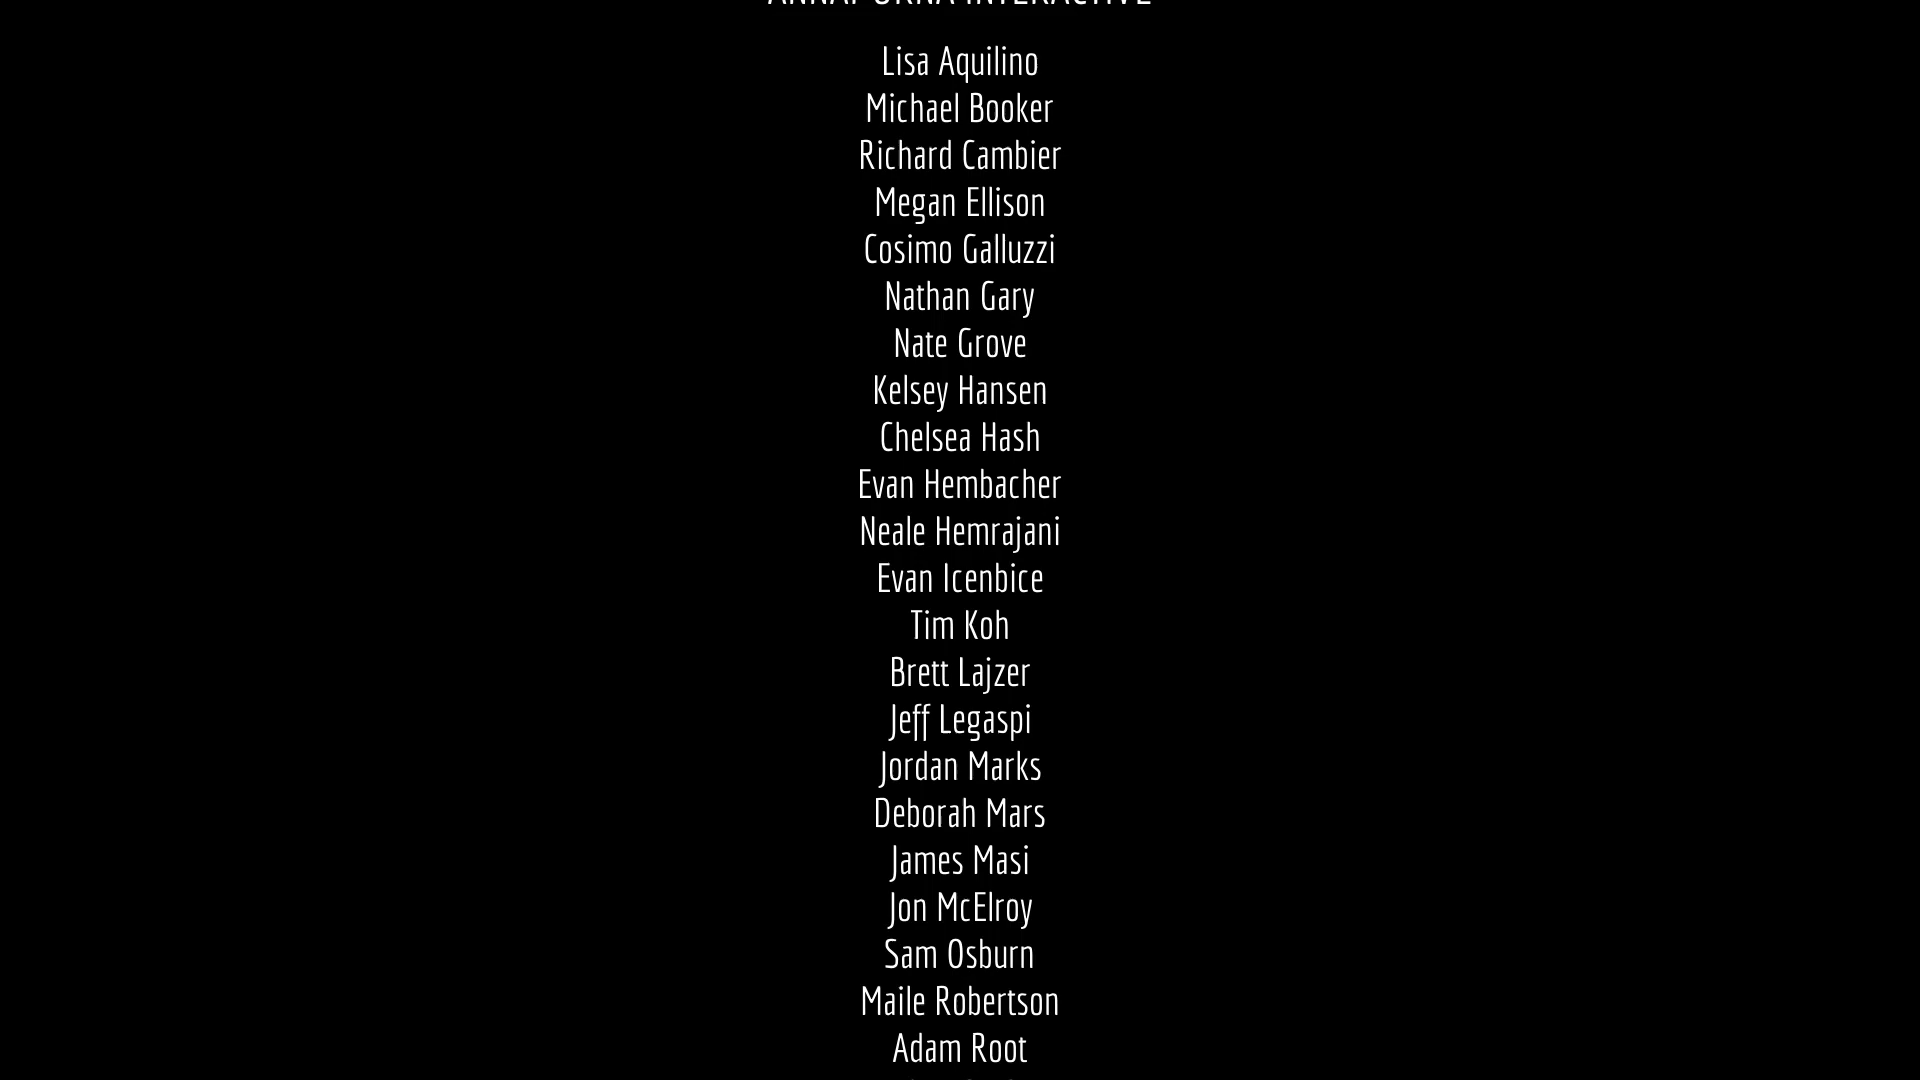 ANNAPURNA INTERACTIVE
Lisa Aquilino
Michael Booker
Richard Cambier
Megan Ellison
Cosimo Galluzzi
Nathan Gary
Nate Grove
Kelsey Hansen
Chelsea Hash
Evan Hembacher
Neale Hemrajani
Evan Icenbice
Tim Koh
Brett Lajzer
Jeff Legaspi
Jordan Marks
Deborah Mars
James Masi
Jon McElroy
Sam Osburn
Maile Robertson
Adam Root